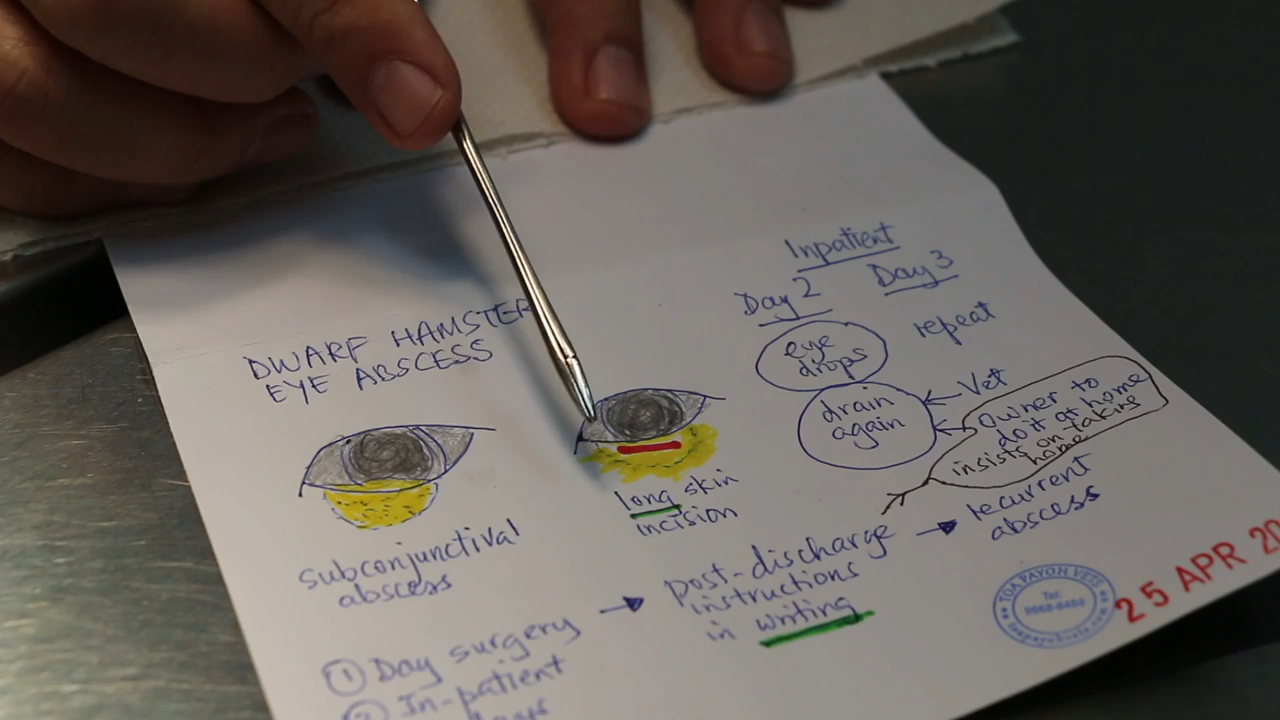 DWARF HAMSTER
EYE ABSCESS
subconjunctival
abscess
long skin
incision
Inpatient
Day 2
Day 3
eye
drops
repeat
drain
again
Vet
Owner to
do it at home
insists on taking
home
post-discharge
instructions
in writing
recurrent
abscess
1 Day surgery
2 In-patient
TOA PAYOH VETS
Tel:
25 APR 20